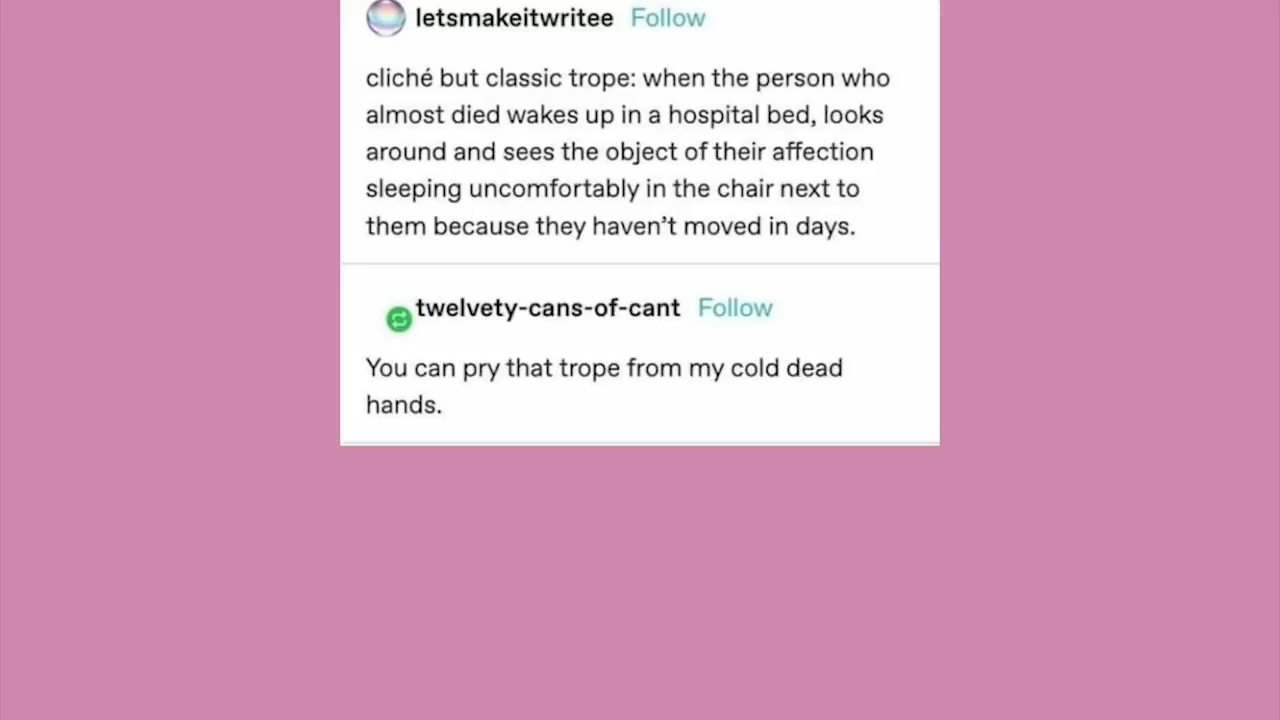 letsmakeitwritee Follow
cliché but classic trope: when the person who
almost died wakes up in a hospital bed, looks
around and sees the object of their affection
sleeping uncomfortably in the chair next to
them because they haven’t moved in days.
twelvety-cans-of-cant Follow
You can pry that trope from my cold dead
hands.